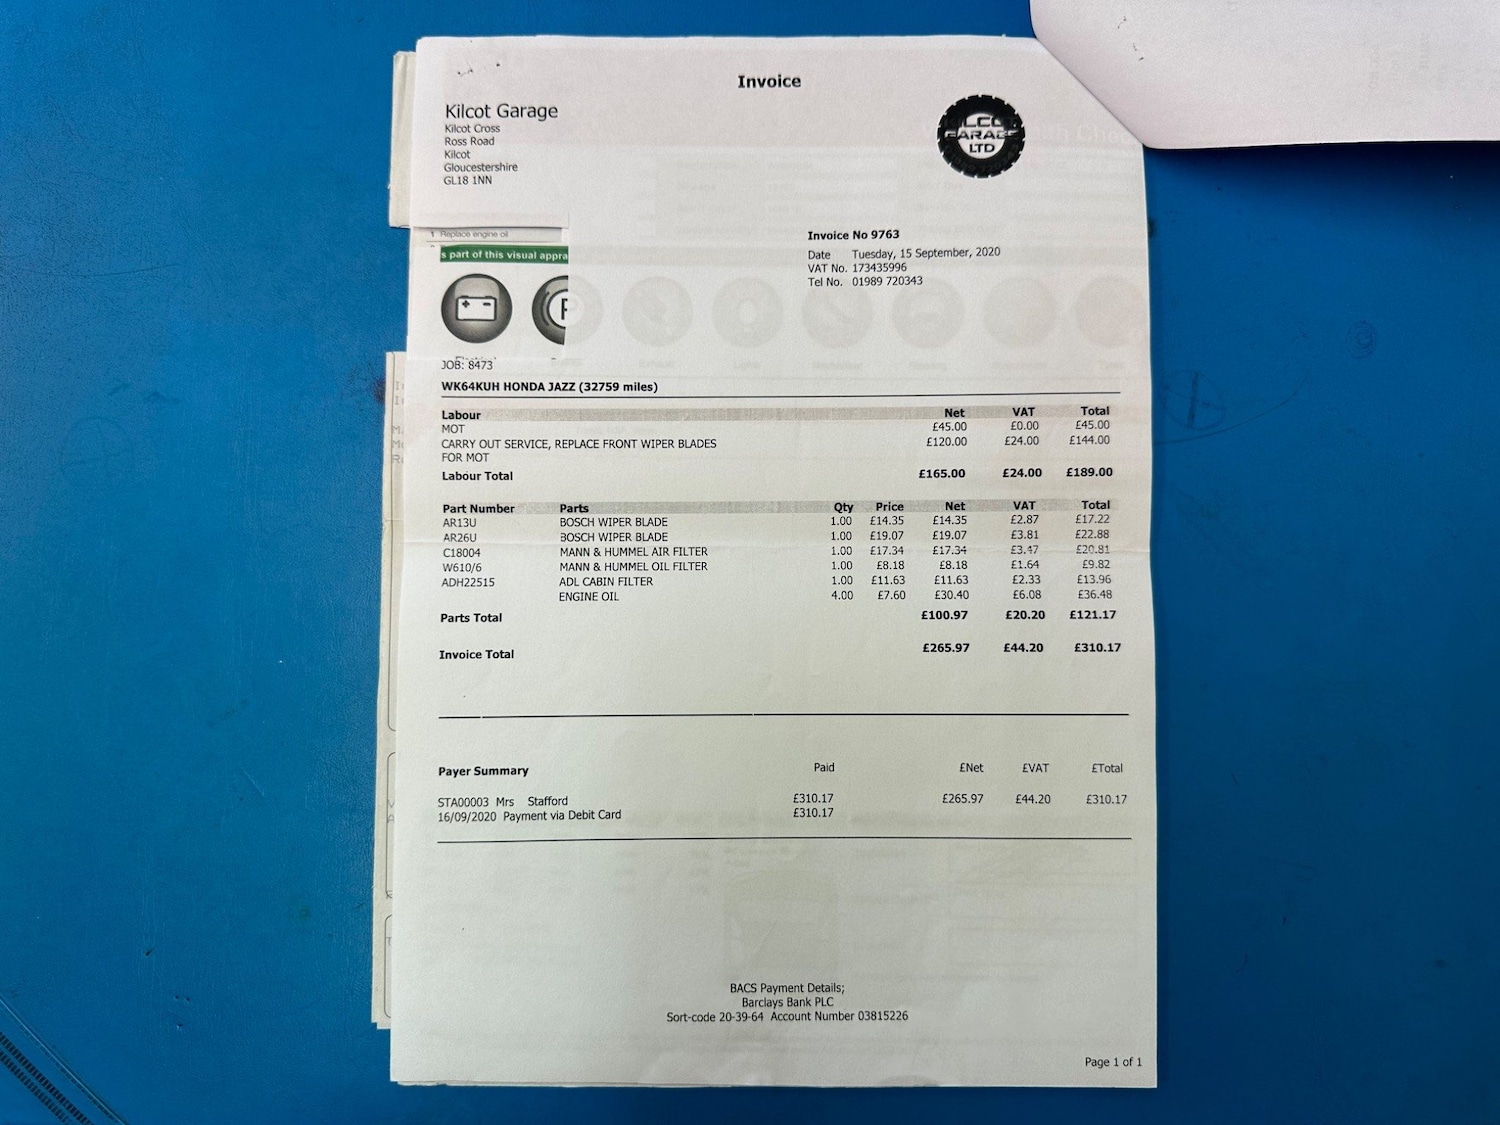 Invoice
Kilcot Garage
Kilcot Cross
Ross Road
Kilcot
Gloucestershire
GL18 1NN
GARAGE
LTD
Invoice No 9763
Date Tuesday, 15 September, 2020
VAT No. 173435996
Tel No. 01989 720343
1 Replace engine oil
s part of this visual appra
P
JOB: 8473
WK64KUH HONDA JAZZ (32759 miles)
Labour Net VAT Total
MOT £45.00 £0.00 £45.00
CARRY OUT SERVICE, REPLACE FRONT WIPER BLADES £120.00 £24.00 £144.00
FOR MOT
Labour Total £165.00 £24.00 £189.00
Part Number Parts Qty Price Net VAT Total
AR13U BOSCH WIPER BLADE 1.00 £14.35 £14.35 £2.87 £17.22
AR26U BOSCH WIPER BLADE 1.00 £19.07 £19.07 £3.81 £22.88
C18004 MANN & HUMMEL AIR FILTER 1.00 £17.34 £17.34 £3.47 £20.81
W610/6 MANN & HUMMEL OIL FILTER 1.00 £8.18 £8.18 £1.64 £9.82
ADH22515 ADL CABIN FILTER 1.00 £11.63 £11.63 £2.33 £13.96
ENGINE OIL 4.00 £7.60 £30.40 £6.08 £36.48
Parts Total £100.97 £20.20 £121.17
Invoice Total £265.97 £44.20 £310.17
Payer Summary Paid £Net £VAT £Total
STA00003 Mrs Stafford £310.17 £265.97 £44.20 £310.17
16/09/2020 Payment via Debit Card £310.17
BACS Payment Details;
Barclays Bank PLC
Sort-code 20-39-64 Account Number 03815226
Page 1 of 1